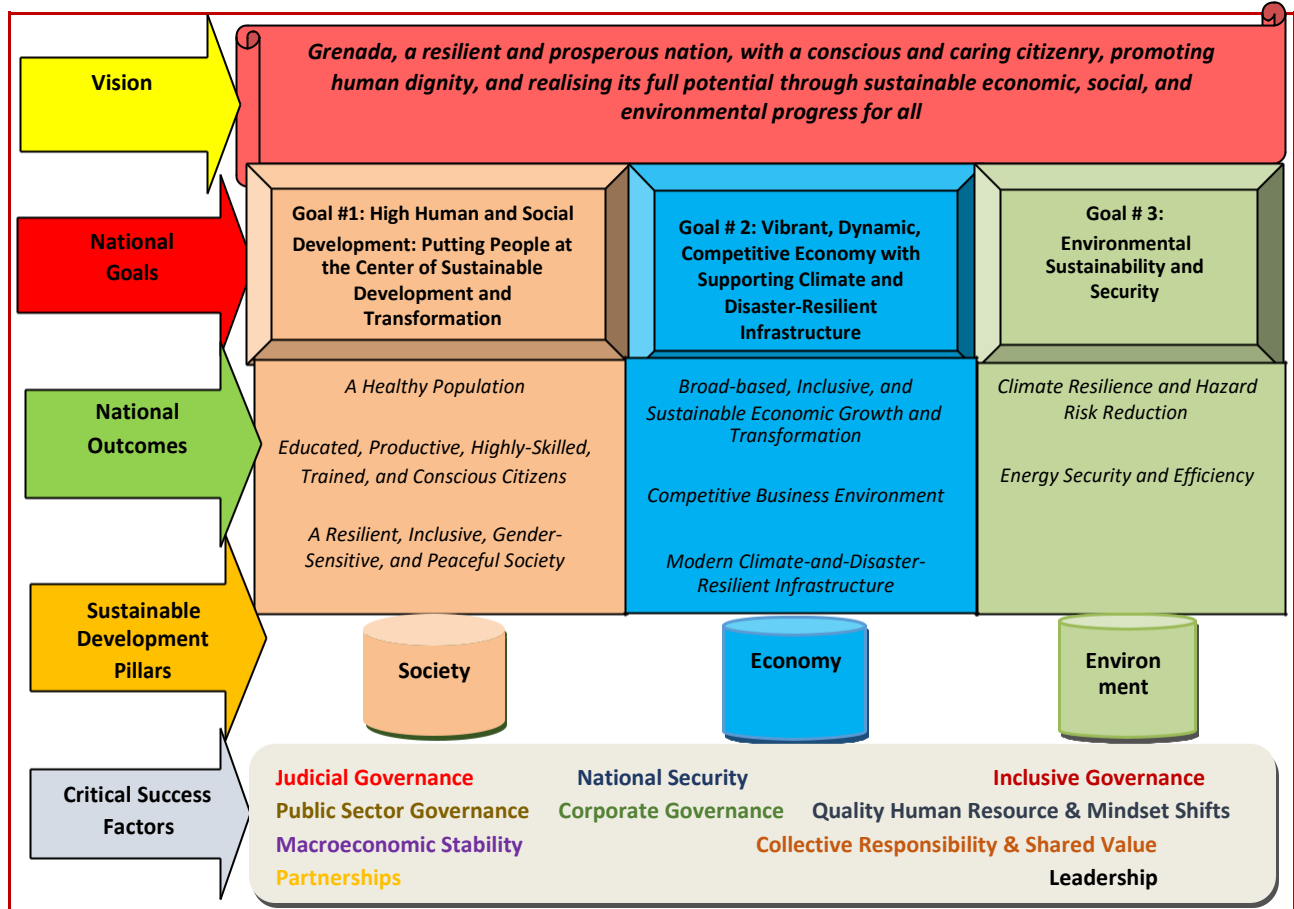 Vision
Grenada, a resilient and prosperous nation, with a conscious and caring citizenry, promoting
human dignity, and realising its full potential through sustainable economic, social, and
environmental progress for all
National
Goals
Goal #1: High Human and Social
Development: Putting People at
the Center of Sustainable
Development and
Transformation
Goal # 2: Vibrant, Dynamic,
Competitive Economy with
Supporting Climate and
Disaster-Resilient
Infrastructure
Goal # 3:
Environmental
Sustainability and
Security
National
Outcomes
A Healthy Population
Educated, Productive, Highly-Skilled,
Trained, and Conscious Citizens
A Resilient, Inclusive, Gender-
Sensitive, and Peaceful Society
Broad-based, Inclusive, and
Sustainable Economic Growth and
Transformation
Competitive Business Environment
Modern Climate-and-Disaster-
Resilient Infrastructure
Climate Resilience and Hazard
Risk Reduction
Energy Security and Efficiency
Sustainable
Development
Pillars
Society
Economy
Environ
ment
Critical Success
Factors
Judicial Governance National Security Inclusive Governance
Public Sector Governance Corporate Governance Quality Human Resource & Mindset Shifts
Macroeconomic Stability Collective Responsibility & Shared Value
Partnerships Leadership